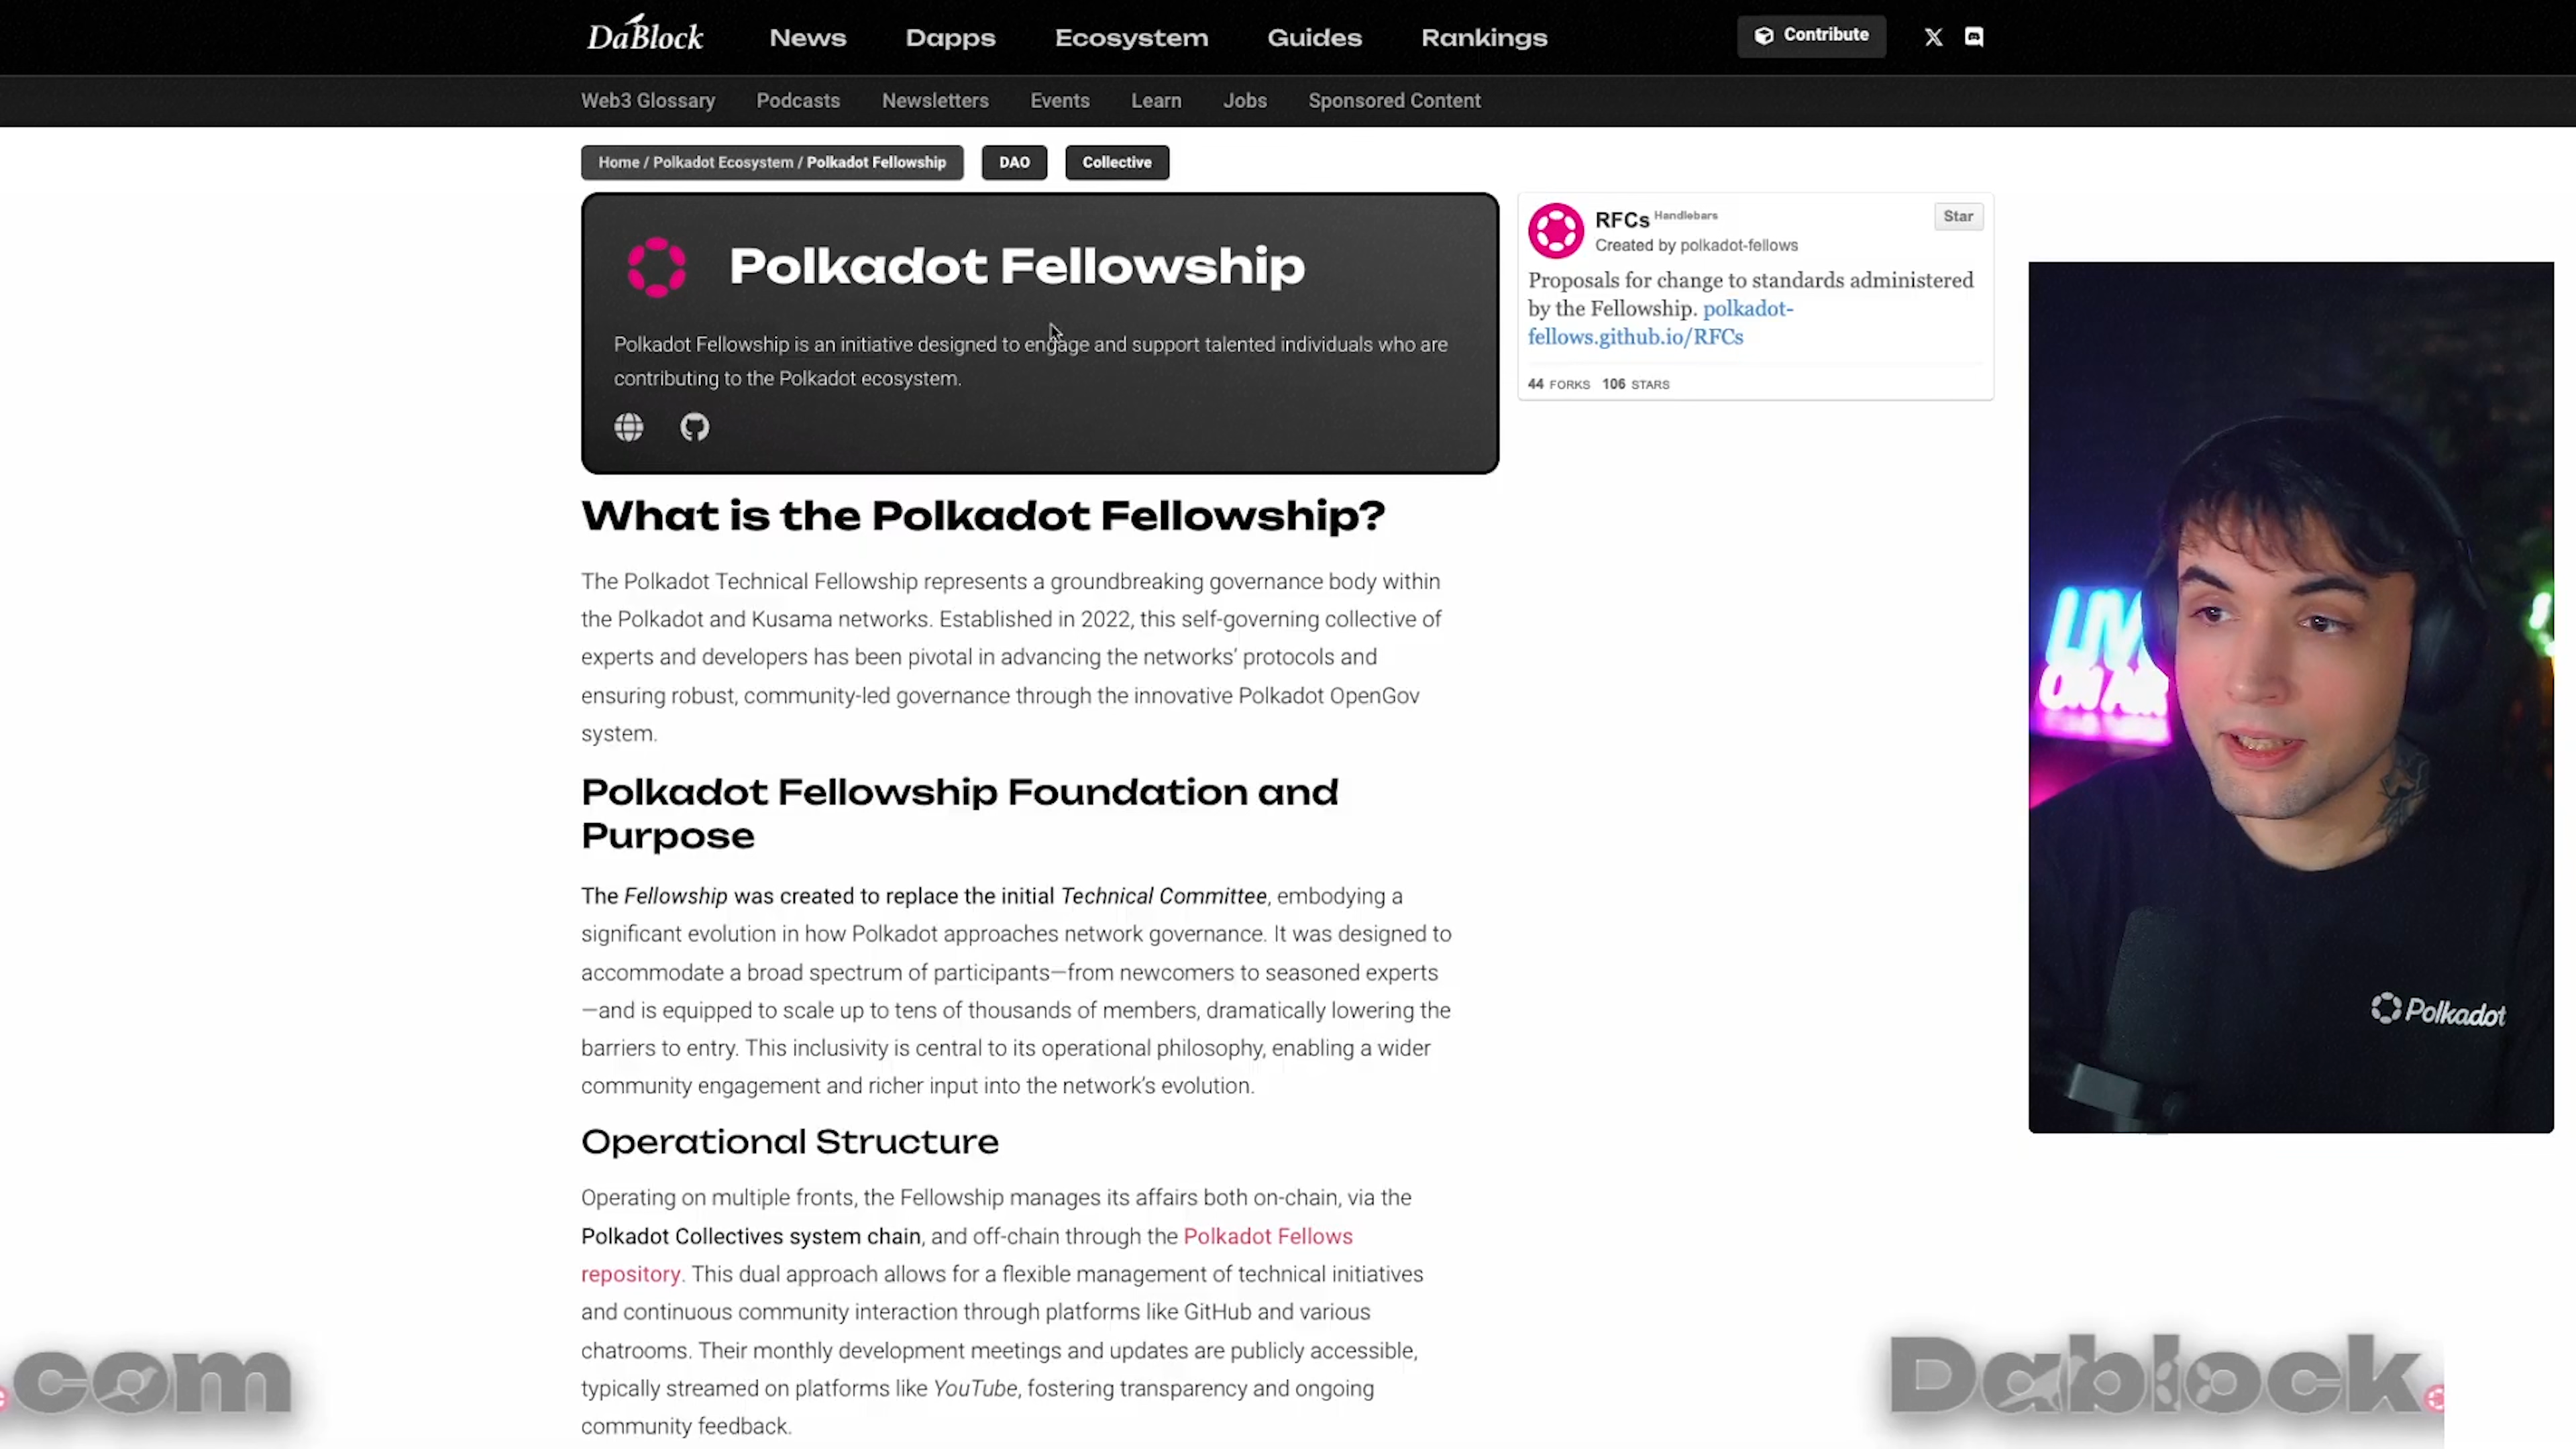 DaBlock
News
Dapps
Ecosystem
Guides
Rankings
Contribute
Web3 Glossary
Podcasts
Newsletters
Events
Learn
Jobs
Sponsored Content
Home / Polkadot Ecosystem / Polkadot Fellowship
DAO
Collective
Polkadot Fellowship
Polkadot Fellowship is an initiative designed to engage and support talented individuals who are
contributing to the Polkadot ecosystem.
RFCs Handlebars
Star
Created by polkadot-fellows
Proposals for change to standards administered
by the Fellowship. polkadot-
fellows.github.io/RFCs
44 FORKS 106 STARS
What is the Polkadot Fellowship?
The Polkadot Technical Fellowship represents a groundbreaking governance body within
the Polkadot and Kusama networks. Established in 2022, this self-governing collective of
experts and developers has been pivotal in advancing the networks’ protocols and
ensuring robust, community-led governance through the innovative Polkadot OpenGov
system.
Polkadot Fellowship Foundation and
Purpose
The Fellowship was created to replace the initial Technical Committee, embodying a
significant evolution in how Polkadot approaches network governance. It was designed to
accommodate a broad spectrum of participants—from newcomers to seasoned experts
—and is equipped to scale up to tens of thousands of members, dramatically lowering the
barriers to entry. This inclusivity is central to its operational philosophy, enabling a wider
community engagement and richer input into the network’s evolution.
Operational Structure
Operating on multiple fronts, the Fellowship manages its affairs both on-chain, via the
Polkadot Collectives system chain, and off-chain through the Polkadot Fellows
repository. This dual approach allows for a flexible management of technical initiatives
and continuous community interaction through platforms like GitHub and various
chatrooms. Their monthly development meetings and updates are publicly accessible,
typically streamed on platforms like YouTube, fostering transparency and ongoing
community feedback.
LIVE
ON AIR
Polkadot
com
Dablock